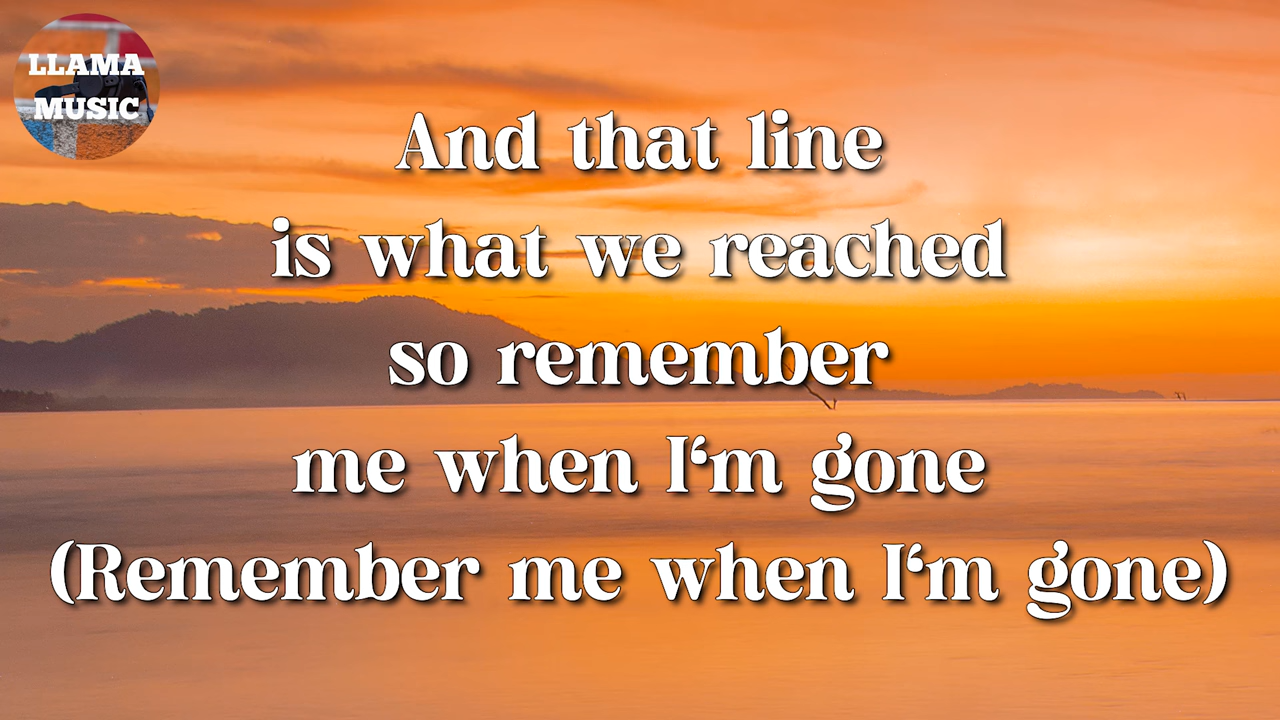 LLAMA
MUSIC
And that line
is what we reached
so remember
me when I‘m gone
(Remember me when I‘m gone)